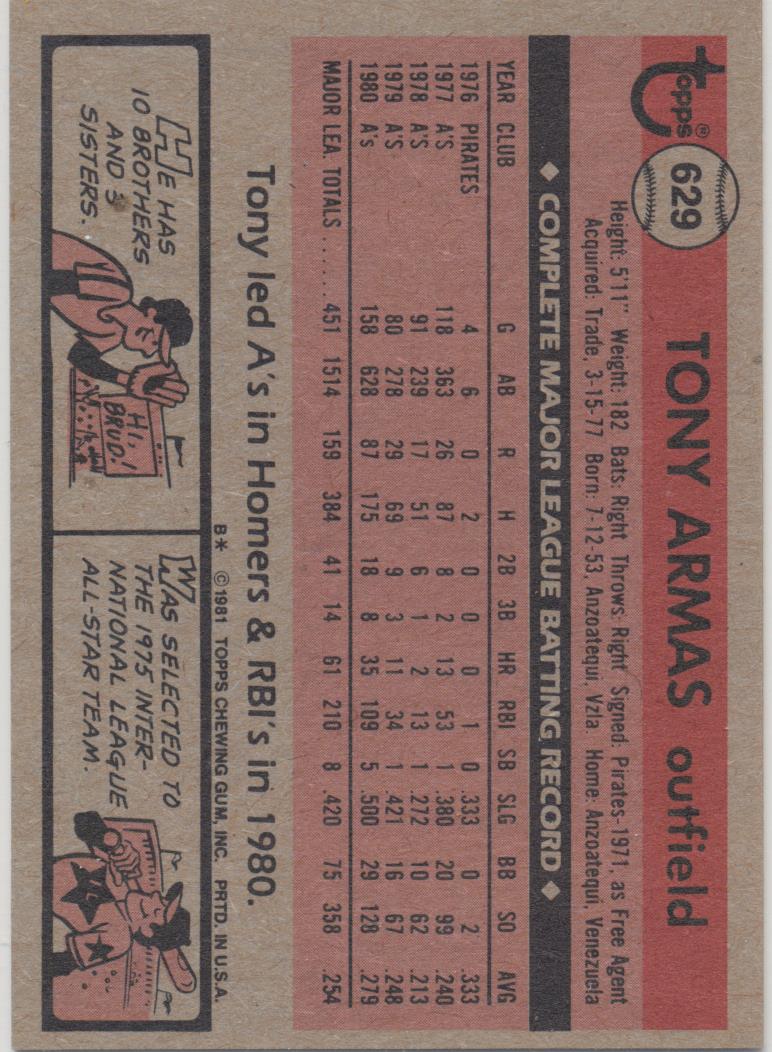 Topps® 629 TONY ARMAS outfield
Height: 5'11" Weight: 182 Bats: Right Throws: Right Signed: Pirates-1971, as Free Agent
Acquired: Trade, 3-15-77 Born: 7-12-53, Anzoatequi, Vzla Home: Anzoatequi, Venezuela
◆ COMPLETE MAJOR LEAGUE BATTING RECORD ◆
YEAR CLUB G AB R H 2B 3B HR RBI SB SLG BB SO AVG
1976 PIRATES 4 6 0 2 0 0 0 1 0 .333 0 2 .333
1977 A'S 118 363 26 87 8 2 13 53 1 .380 20 99 .240
1978 A'S 91 239 17 51 6 1 2 13 1 .272 10 62 .213
1979 A'S 80 278 29 69 9 3 11 34 1 .421 16 67 .248
1980 A's 158 628 87 175 18 8 35 109 5 .500 29 128 .279
MAJOR LEA. TOTALS ...... 451 1514 159 384 41 14 61 210 8 .420 75 358 .254
Tony led A's in Homers & RBI's in 1980.
B* ©1981 TOPPS CHEWING GUM, INC. PRTD. IN U.S.A.
HE HAS
10 BROTHERS
AND 3
SISTERS.
HI,
BRUD!
WAS SELECTED TO
THE 1975 INTER-
NATIONAL LEAGUE
ALL-STAR TEAM.